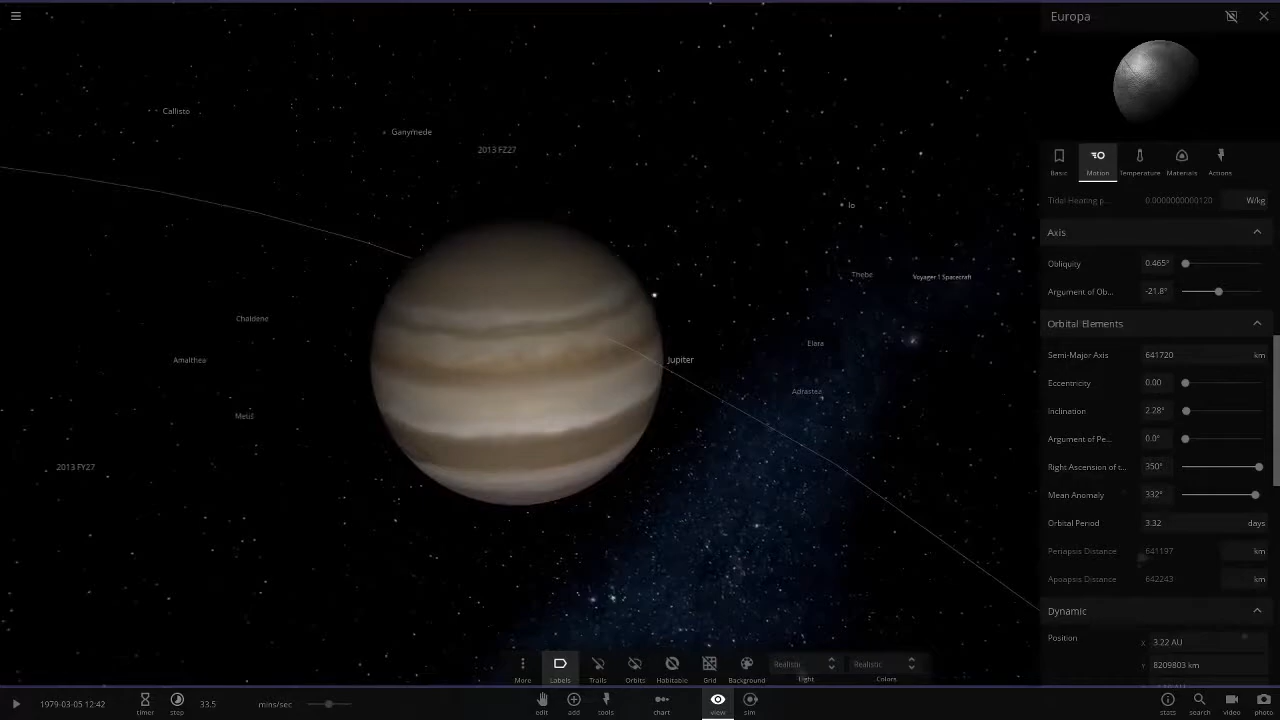 Europa
Callisto
Ganymede
2013 FZ27
Io
Thebe
Voyager 1 Spacecraft
Chaldene
Elara
Amalthea
Jupiter
Adrastea
Metis
2013 FY27
Basic
Motion
Temperature
Materials
Actions
Tidal Heating p... 0.0000000000120 W/kg
Axis
Obliquity 0.465°
Argument of Ob... -21.8°
Orbital Elements
Semi-Major Axis 641720 km
Eccentricity 0.00
Inclination 2.28°
Argument of Pe... 0.0°
Right Ascension of t... 350°
Mean Anomaly 332°
Orbital Period 3.32 days
Periapsis Distance 641197 km
Apoapsis Distance 642243 km
Dynamic
Position X 3.22 AU
Y 8209803 km
More
Labels
Trails
Orbits
Habitable
Grid
Background
Realistic
Light
Realistic
Colors
1979-03-05 12:42
timer
step
33.5 mins/sec
edit
add
tools
chart
view
sim
stats
search
video
photo